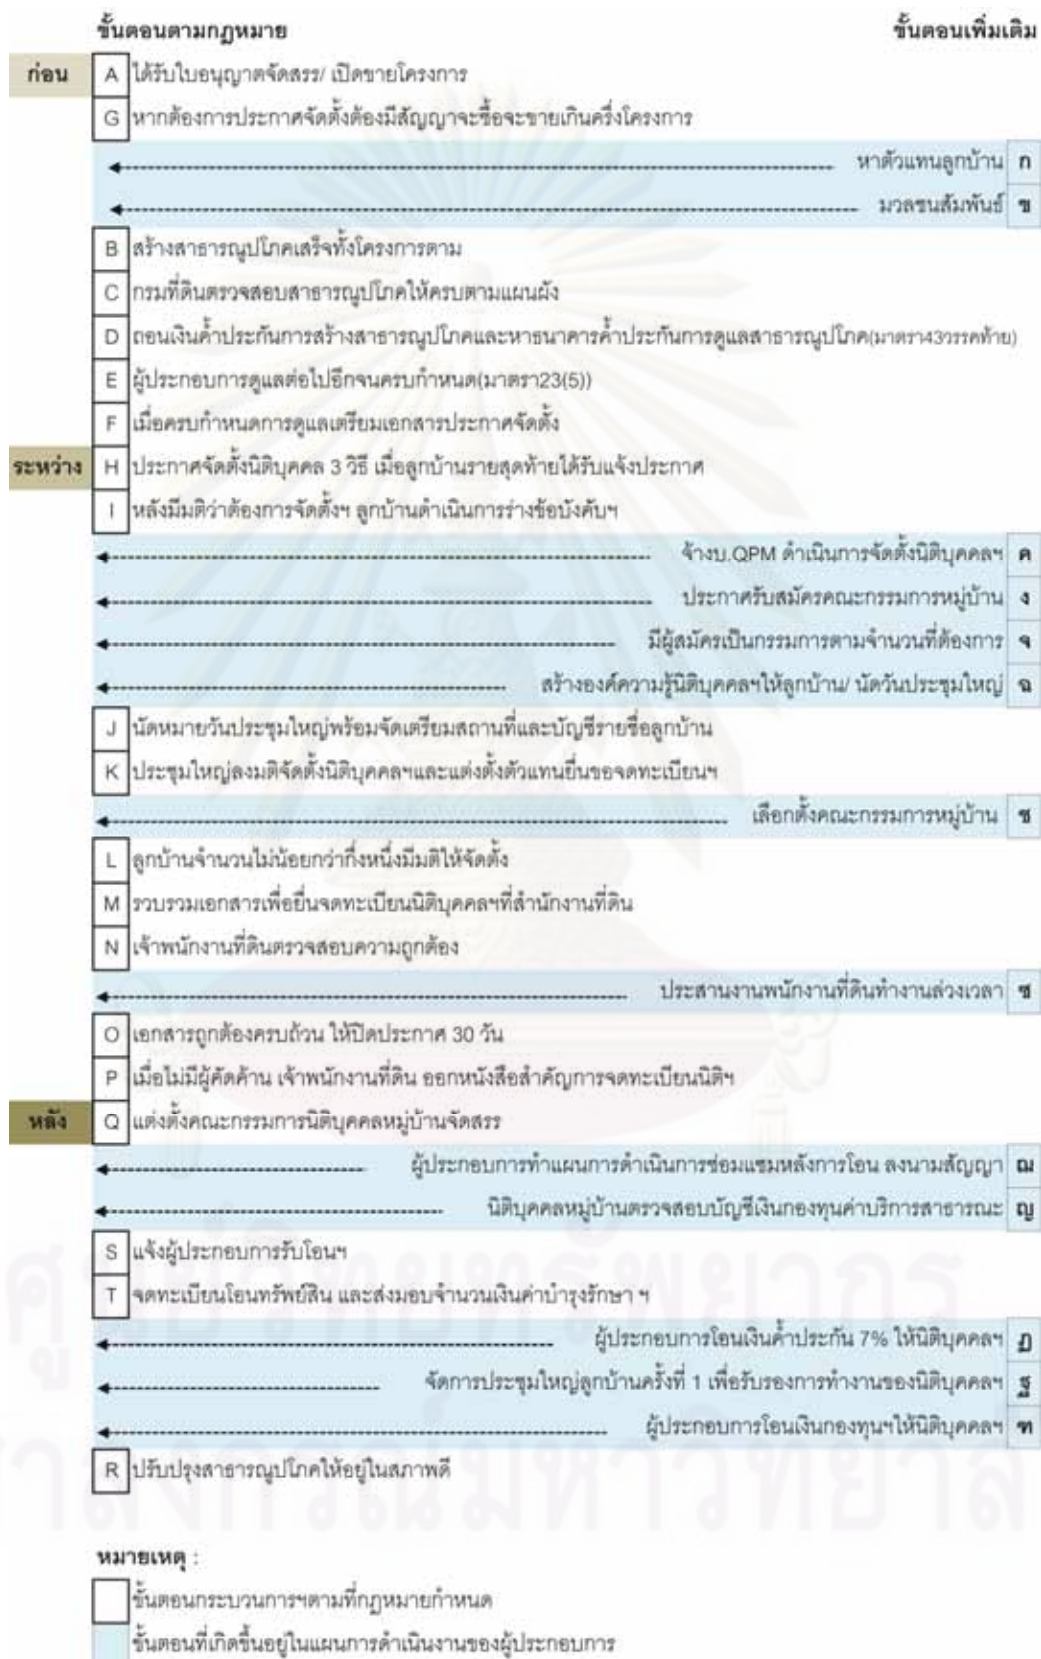 ขั้นตอนตามกฎหมาย ขั้นตอนเพิ่มเติม
ก่อน A ได้รับใบอนุญาตจัดสรร/ เปิดขายโครงการ
G หากต้องการประกาศจัดตั้งต้องมีสัญญาจะซื้อจะขายเกินครึ่งโครงการ
หาตัวแทนลูกบ้าน ก
มวลชนสัมพันธ์ ข
B สร้างสาธารณูปโภคเสร็จทั้งโครงการตาม
C กรมที่ดินตรวจสอบสาธารณูปโภคให้ครบตามแผนผัง
D ถอนเงินค้ำประกันการสร้างสาธารณูปโภคและหาธนาคารค้ำประกันการดูแลสาธารณูปโภค(มาตรา43วรรคท้าย)
E ผู้ประกอบการดูแลต่อไปอีกจนครบกำหนด(มาตรา23(5))
F เมื่อครบกำหนดการดูแลเตรียมเอกสารประกาศจัดตั้ง
ระหว่าง H ประกาศจัดตั้งนิติบุคคล 3 วิธี เมื่อลูกบ้านรายสุดท้ายได้รับแจ้งประกาศ
I หลังมีมติว่าต้องการจัดตั้งฯ ลูกบ้านดำเนินการร่างข้อบังคับฯ
จ้างบ.QPM ดำเนินการจัดตั้งนิติบุคคลฯ ค
ประกาศรับสมัครคณะกรรมการหมู่บ้าน ง
มีผู้สมัครเป็นกรรมการตามจำนวนที่ต้องการ จ
สร้างองค์ความรู้นิติบุคคลฯให้ลูกบ้าน/ นัดวันประชุมใหญ่ ฉ
J นัดหมายวันประชุมใหญ่พร้อมจัดเตรียมสถานที่และบัญชีรายชื่อลูกบ้าน
K ประชุมใหญ่ลงมติจัดตั้งนิติบุคคลฯและแต่งตั้งตัวแทนยื่นขอจดทะเบียนฯ
เลือกตั้งคณะกรรมการหมู่บ้าน ช
L ลูกบ้านจำนวนไม่น้อยกว่ากึ่งหนึ่งมีมติให้จัดตั้ง
M รวบรวมเอกสารเพื่อยื่นจดทะเบียนนิติบุคคลฯที่สำนักงานที่ดิน
N เจ้าพนักงานที่ดินตรวจสอบความถูกต้อง
ประสานงานพนักงานที่ดินทำงานล่วงเวลา ซ
O เอกสารถูกต้องครบถ้วน ให้ปิดประกาศ 30 วัน
P เมื่อไม่มีผู้คัดค้าน เจ้าพนักงานที่ดิน ออกหนังสือสำคัญการจดทะเบียนนิติฯ
หลัง Q แต่งตั้งคณะกรรมการนิติบุคคลหมู่บ้านจัดสรร
ผู้ประกอบการทำแผนการดำเนินการซ่อมแซมหลังการโอน ลงนามสัญญา ฌ
นิติบุคคลหมู่บ้านตรวจสอบบัญชีเงินกองทุนค่าบริการสาธารณะ ญ
S แจ้งผู้ประกอบการรับโอนฯ
T จดทะเบียนโอนทรัพย์สิน และส่งมอบจำนวนเงินค่าบำรุงรักษา ฯ
ผู้ประกอบการโอนเงินค้ำประกัน 7% ให้นิติบุคคลฯ ฎ
จัดการประชุมใหญ่ลูกบ้านครั้งที่ 1 เพื่อรับรองการทำงานของนิติบุคคลฯ ฐ
ผู้ประกอบการโอนเงินกองทุนฯให้นิติบุคคลฯ ฑ
R ปรับปรุงสาธารณูปโภคให้อยู่ในสภาพดี
หมายเหตุ :
ขั้นตอนกระบวนการฯตามที่กฎหมายกำหนด
ขั้นตอนที่เกิดขึ้นอยู่ในแผนการดำเนินงานของผู้ประกอบการ
ศูนย์วิทยทรัพยากร